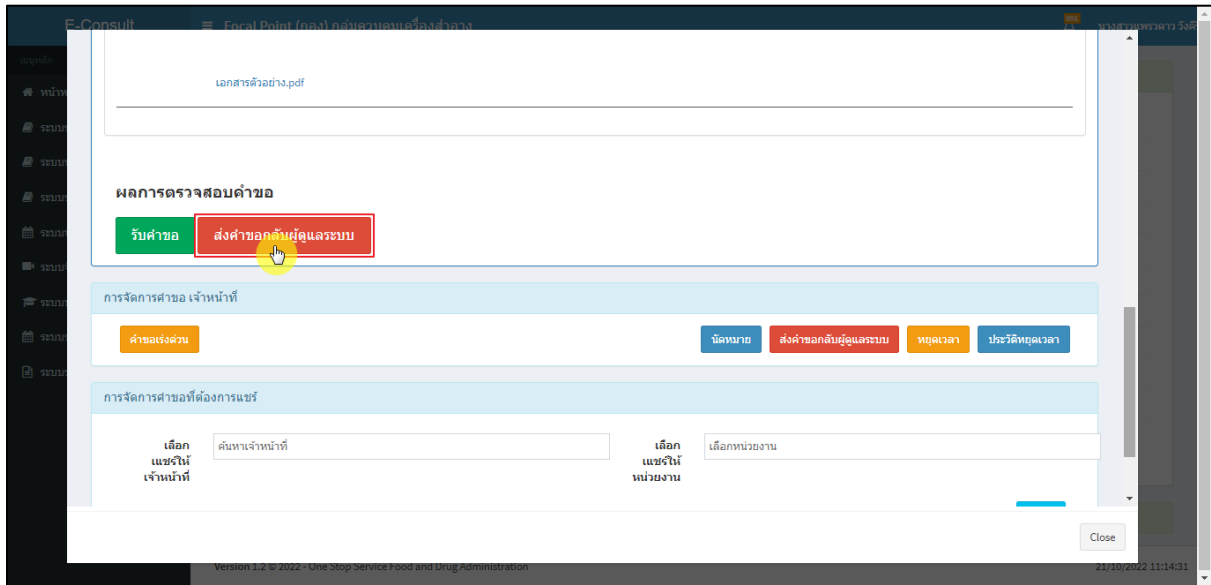 E-Consult
Focal Point (กอง) กลุ่มควบคุมเครื่องสำอาง
เมนูหลัก
เอกสารตัวอย่าง.pdf
ผลการตรวจสอบคำขอ
รับคำขอ
ส่งคำขอกลับผู้ดูแลระบบ
การจัดการคำขอ เจ้าหน้าที่
คำขอเร่งด่วน
นัดหมาย
ส่งคำขอกลับผู้ดูแลระบบ
หยุดเวลา
ประวัติหยุดเวลา
การจัดการคำขอที่ต้องการแชร์
เลือก
แชร์ให้
เจ้าหน้าที่
ค้นหาเจ้าหน้าที่
เลือก
แชร์ให้
หน่วยงาน
เลือกหน่วยงาน
Close
Version 1.2 © 2022 - One Stop Service Food and Drug Administration
21/10/2022 11:14:31